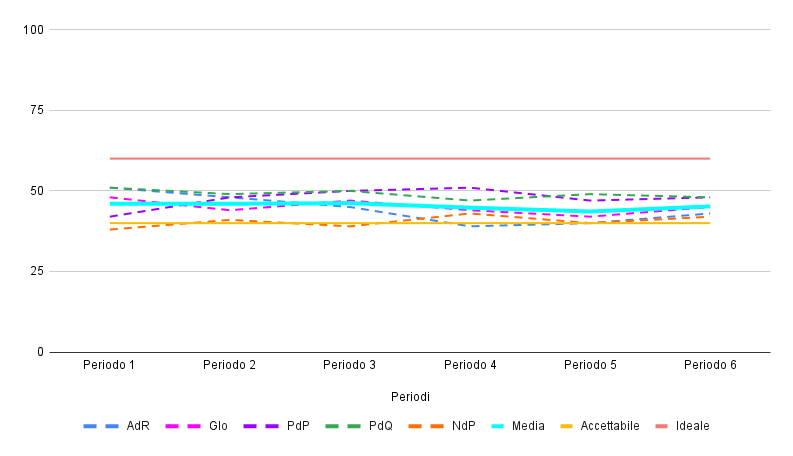 100
75
50
25
0
Periodo 1 Periodo 2 Periodo 3 Periodo 4 Periodo 5 Periodo 6
Periodi
AdR Glo PdP PdQ NdP Media Accettabile Ideale